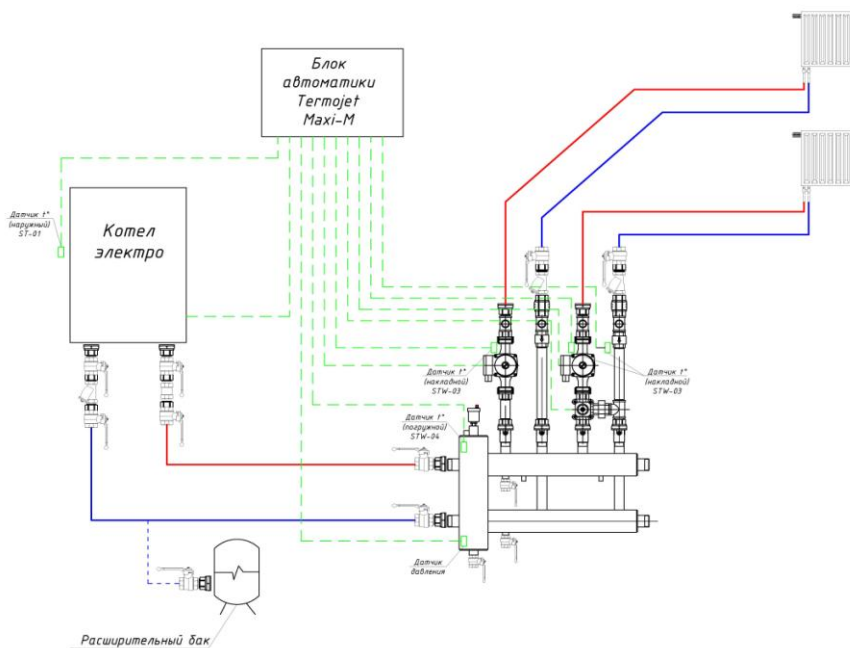 Блок
автоматики
Termojet
Maxi-M
Датчик t°
(наружный)
ST-01
Котел
электро
Датчик t°
(накладной)
STW-03
Датчик t°
(накладной)
STW-03
Датчик t°
(погружной)
STW-04
Датчик
давления
Расширительный бак